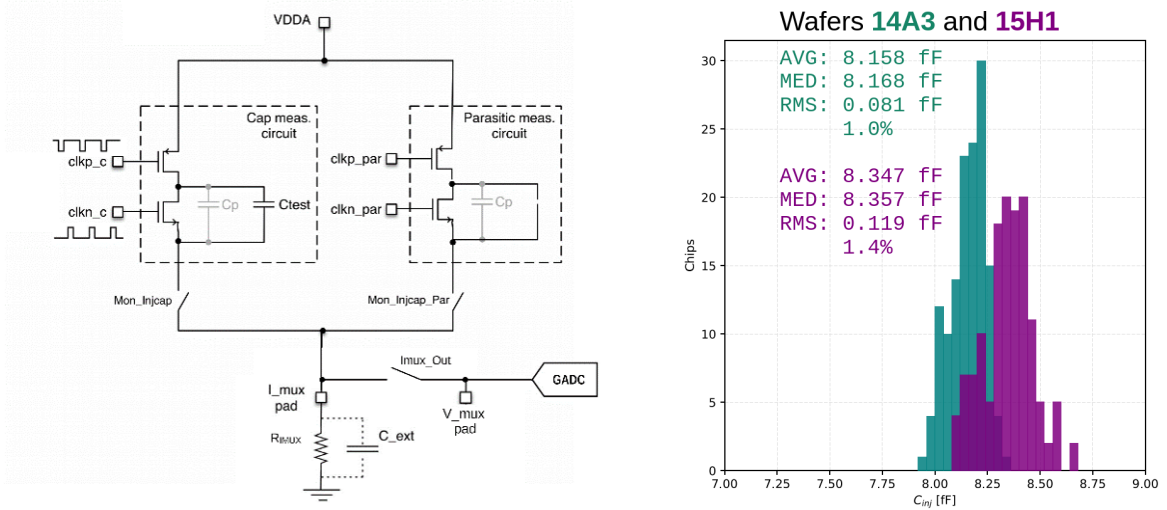 VDDA
Cap meas.
circuit
Parasitic meas.
circuit
clkp_c
clkp_par
clkn_c
Cp
Ctest
clkn_par
Cp
Mon_Injcap
Mon_Injcap_Par
Imux_Out
GADC
I_mux
pad
V_mux
pad
RIMUX
C_ext
Wafers 14A3 and 15H1
AVG: 8.158 fF
MED: 8.168 fF
RMS: 0.081 fF
1.0%
AVG: 8.347 fF
MED: 8.357 fF
RMS: 0.119 fF
1.4%
Chips
30
25
20
15
10
5
0
7.00 7.25 7.50 7.75 8.00 8.25 8.50 8.75 9.00
Cinj [fF]